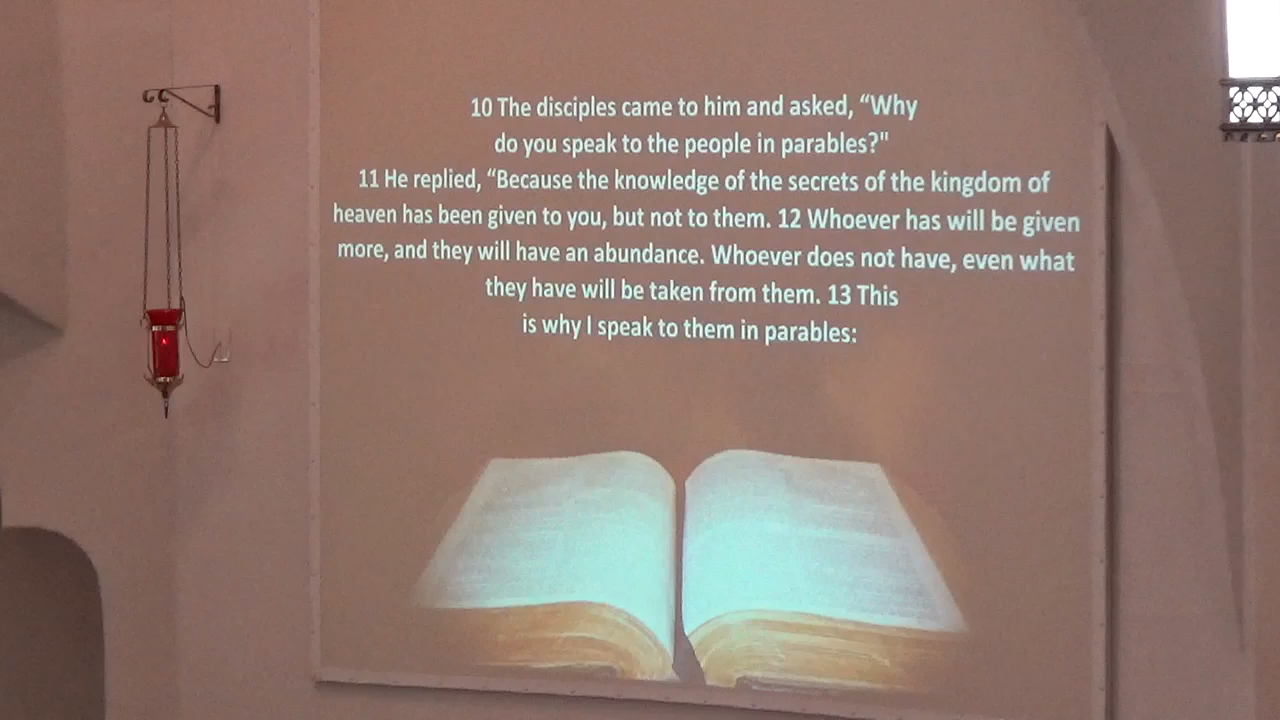 10 The disciples came to him and asked, “Why
do you speak to the people in parables?"
11 He replied, “Because the knowledge of the secrets of the kingdom of
heaven has been given to you, but not to them. 12 Whoever has will be given
more, and they will have an abundance. Whoever does not have, even what
they have will be taken from them. 13 This
is why I speak to them in parables: